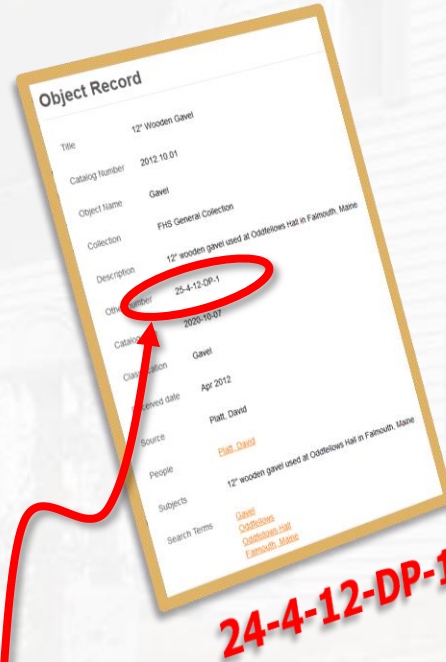 Object Record
Title 12" Wooden Gavel
Catalog Number 2012.10.01
Object Name Gavel
Collection FHS General Collection
Description 12" wooden gavel used at Oddfellows Hall in Falmouth, Maine
Other Number 25-4-12-DP-1
2020-10-07
Gavel
Apr 2012
Source Platt, David
People Platt, David
Subjects 12" wooden gavel used at Oddfellows Hall in Falmouth, Maine
Search Terms Gavel
Oddfellows
Oddfellows Hall
Falmouth, Maine
24-4-12-DP-1